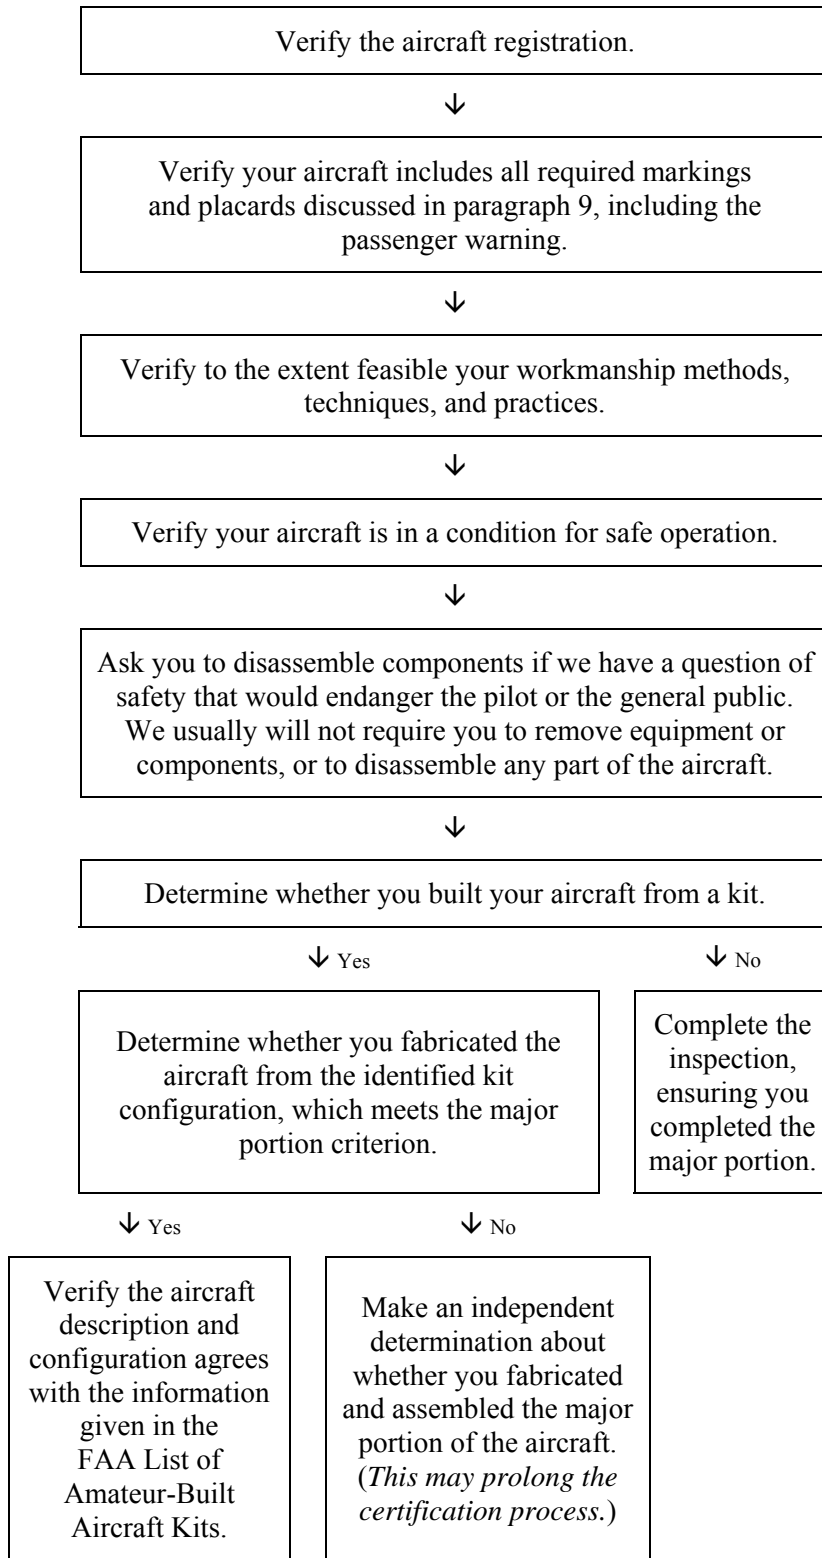 Verify the aircraft registration.
↓
Verify your aircraft includes all required markings
and placards discussed in paragraph 9, including the
passenger warning.
↓
Verify to the extent feasible your workmanship methods,
techniques, and practices.
↓
Verify your aircraft is in a condition for safe operation.
↓
Ask you to disassemble components if we have a question of
safety that would endanger the pilot or the general public.
We usually will not require you to remove equipment or
components, or to disassemble any part of the aircraft.
↓
Determine whether you built your aircraft from a kit.
↓ Yes
↓ No
Determine whether you fabricated the
aircraft from the identified kit
configuration, which meets the major
portion criterion.
Complete the
inspection,
ensuring you
completed the
major portion.
↓ Yes
↓ No
Verify the aircraft
description and
configuration agrees
with the information
given in the
FAA List of
Amateur-Built
Aircraft Kits.
Make an independent
determination about
whether you fabricated
and assembled the major
portion of the aircraft.
(This may prolong the
certification process.)